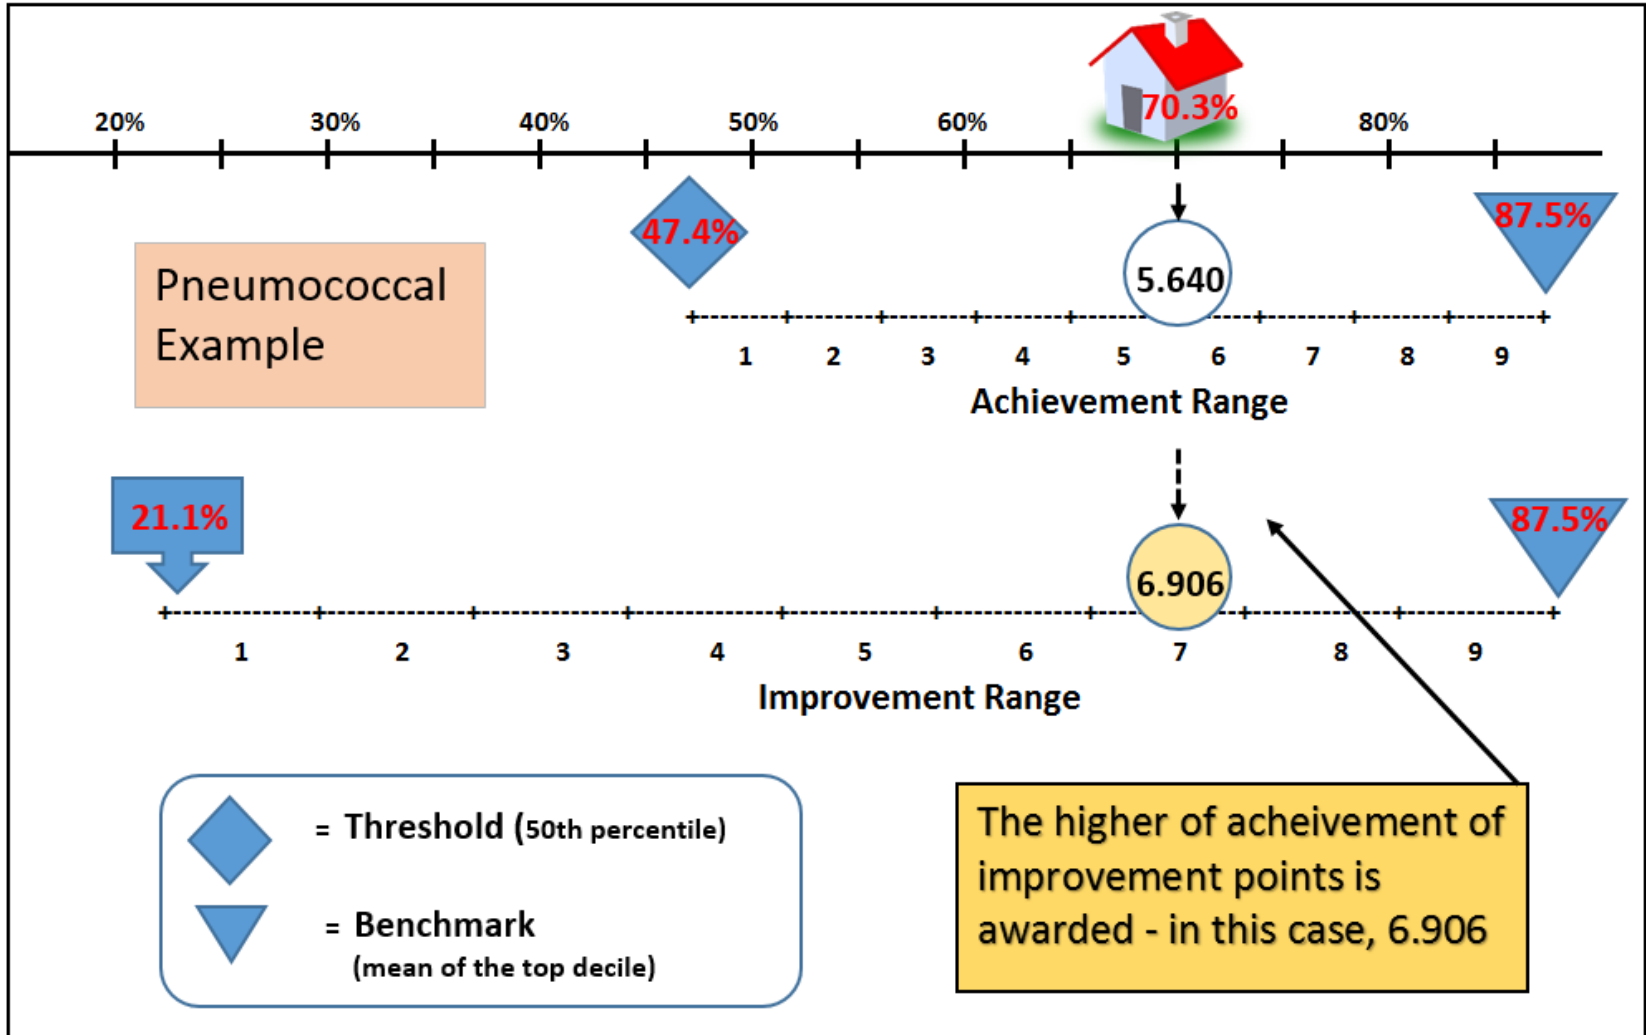 20% 30% 40% 50% 60% 70.3% 80%
47.4% 87.5%
Pneumococcal
Example
5.640
+--------+--------+--------+--------+--------+--------+--------+--------+--------+
1 2 3 4 5 6 7 8 9
Achievement Range
21.1% 87.5%
6.906
1 2 3 4 5 6 7 8 9
Improvement Range
= Threshold (50th percentile)
= Benchmark
(mean of the top decile)
The higher of acheivement of
improvement points is
awarded - in this case, 6.906